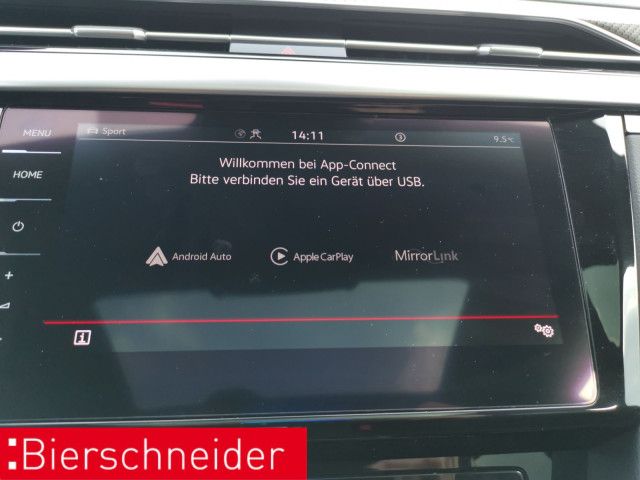 MENU
Sport
14:11
3
9.5°C
HOME
Willkommen bei App-Connect
Bitte verbinden Sie ein Gerät über USB.
Android Auto
Apple CarPlay
MirrorLink
Bierschneider